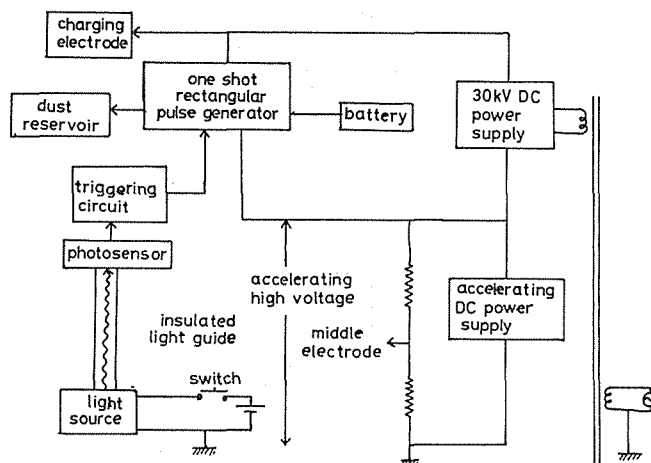 charging
electrode
one shot
rectangular
pulse generator
dust
reservoir
battery
30kV DC
power
supply
triggering
circuit
photosensor
accelerating
high voltage
insulated
light guide
middle
electrode
accelerating
DC power
supply
switch
light
source